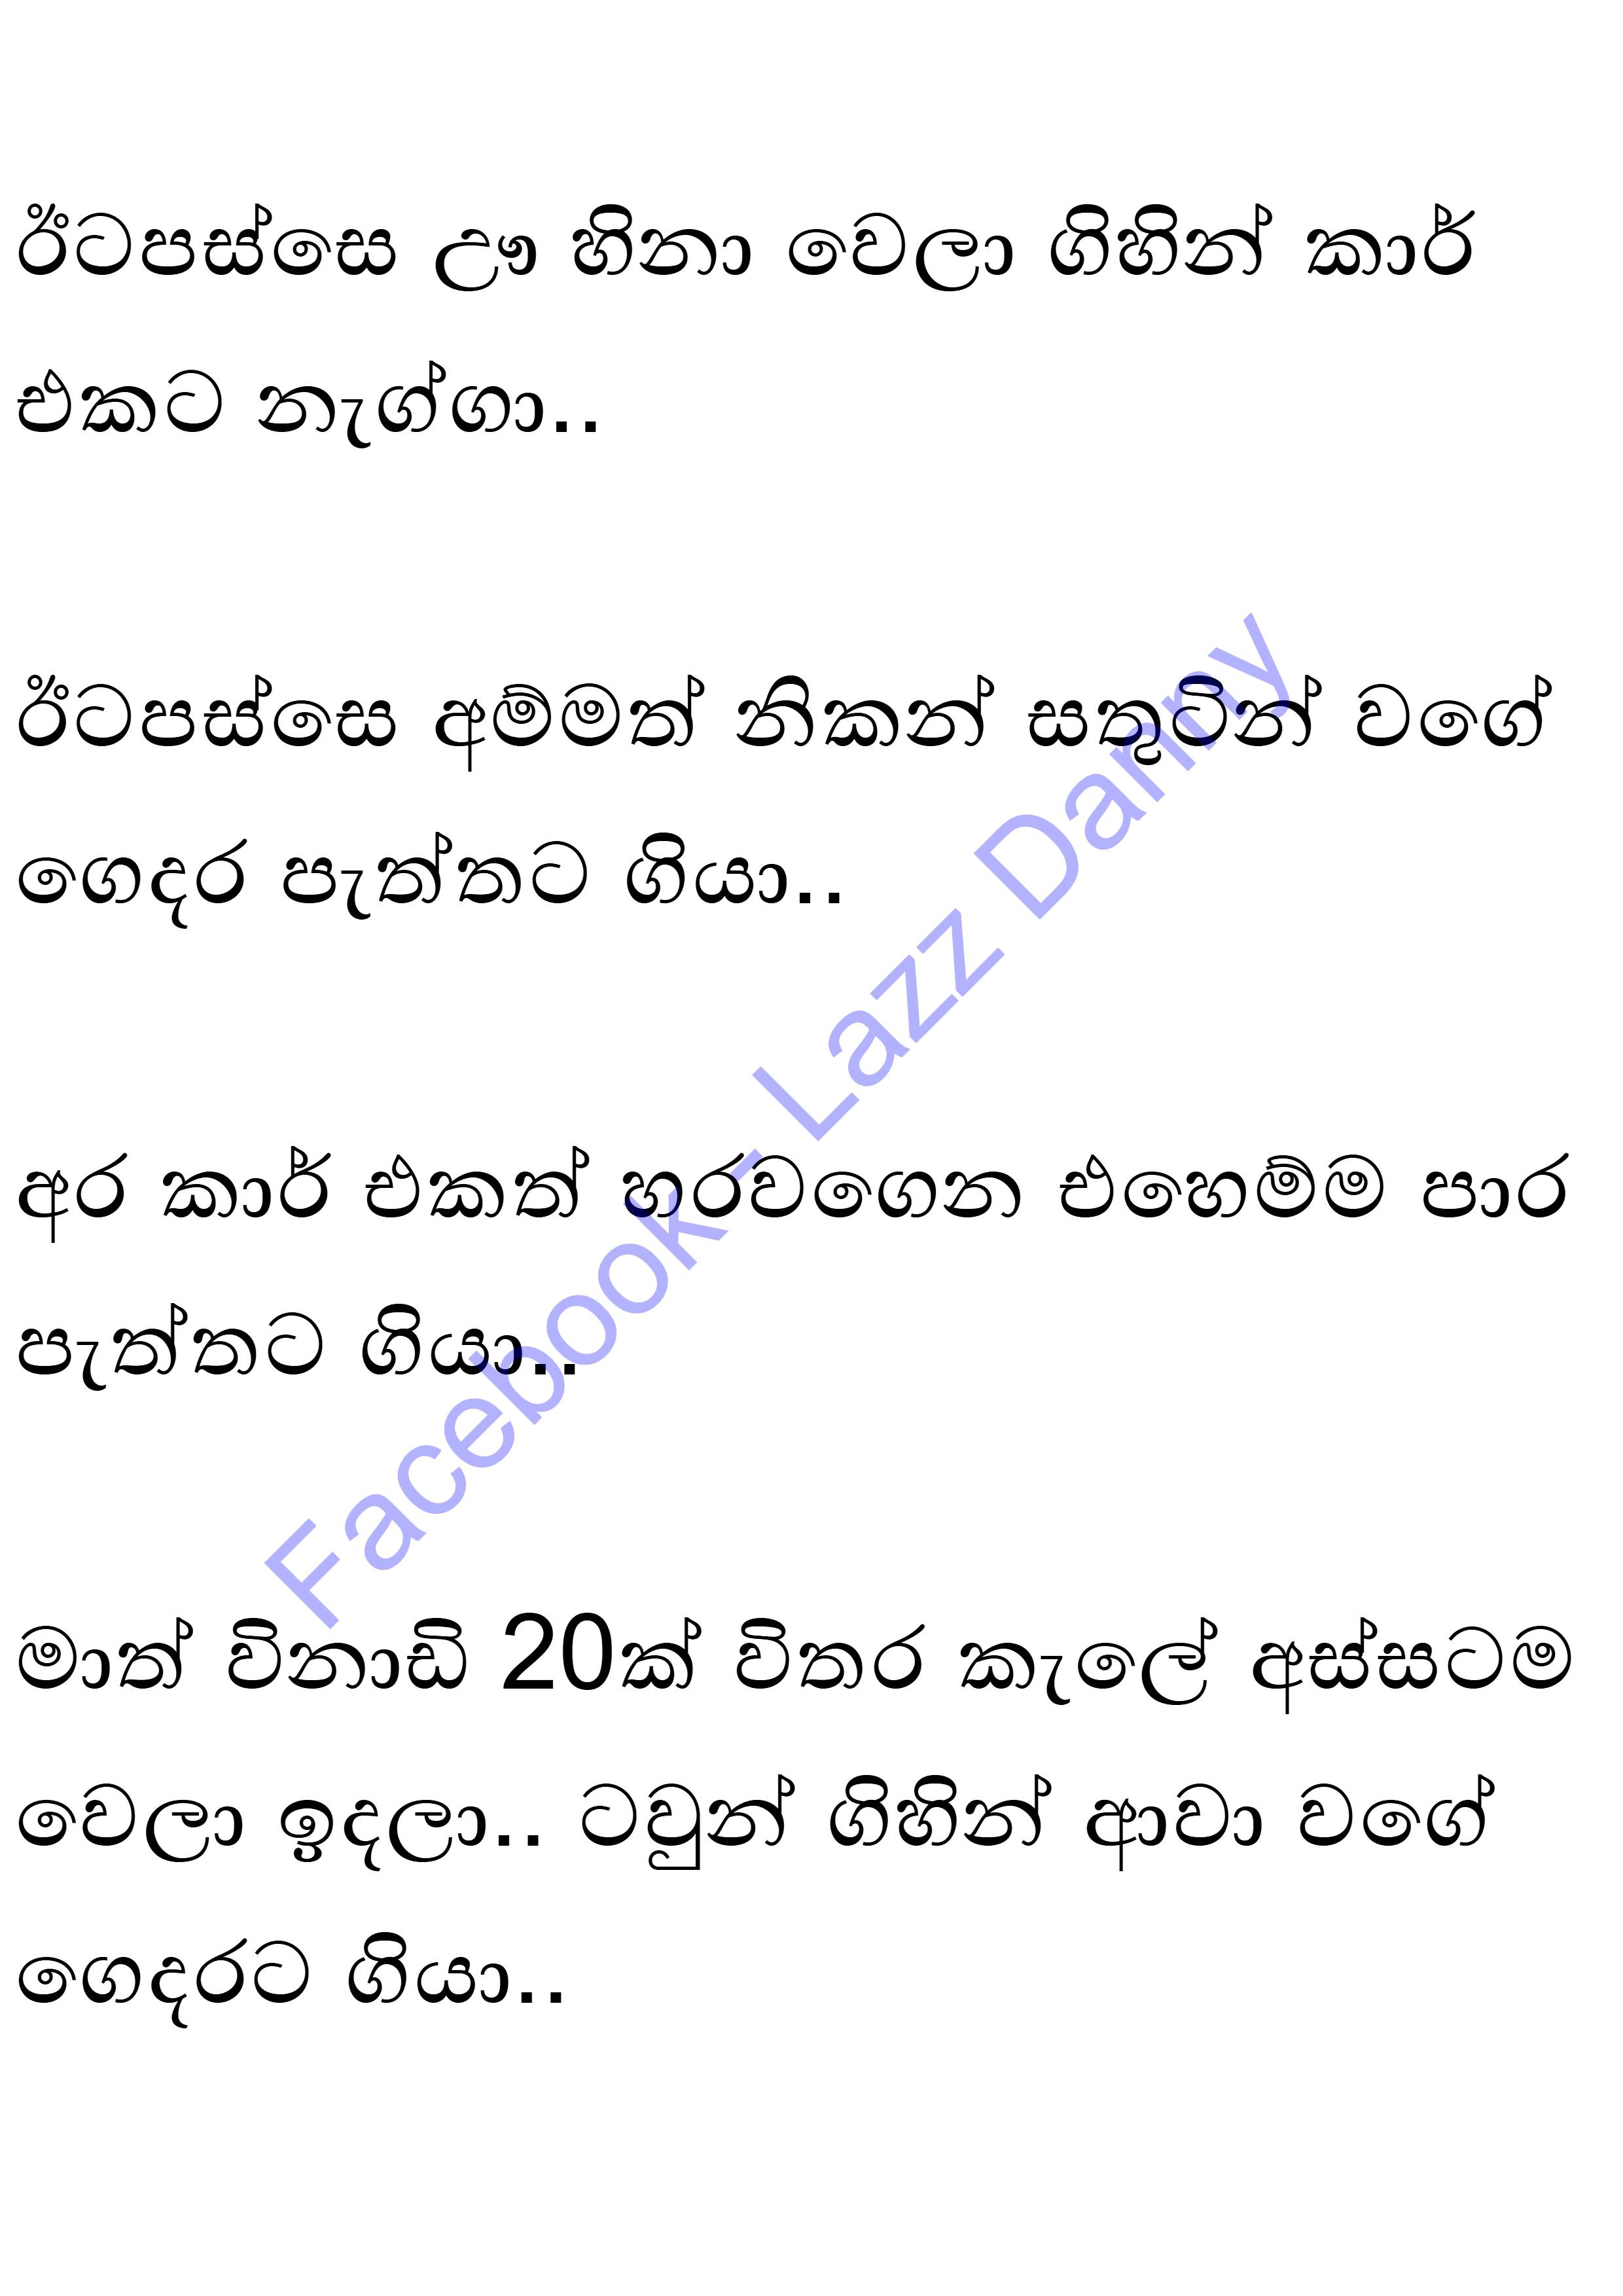 ඊටපස්සෙ ඌ හිනා වෙලා ගිහින් කාර්
එකට නැග්ගා..
ඊටපස්සෙ අම්මත් නිකන් සතුටින් වගේ
ගෙදර පැත්තට ගියා..
අර කාර් එකත් හරවගෙන එහෙම්ම පාර
පැත්තට ගියා..
මාත් විනාඩි 20ක් විතර කැලේ අස්සටම
වෙලා ඉදලා.. ටවුන් ගිහින් ආවා වගේ
ගෙදරට ගියා..
Facebook- Lazz Danny